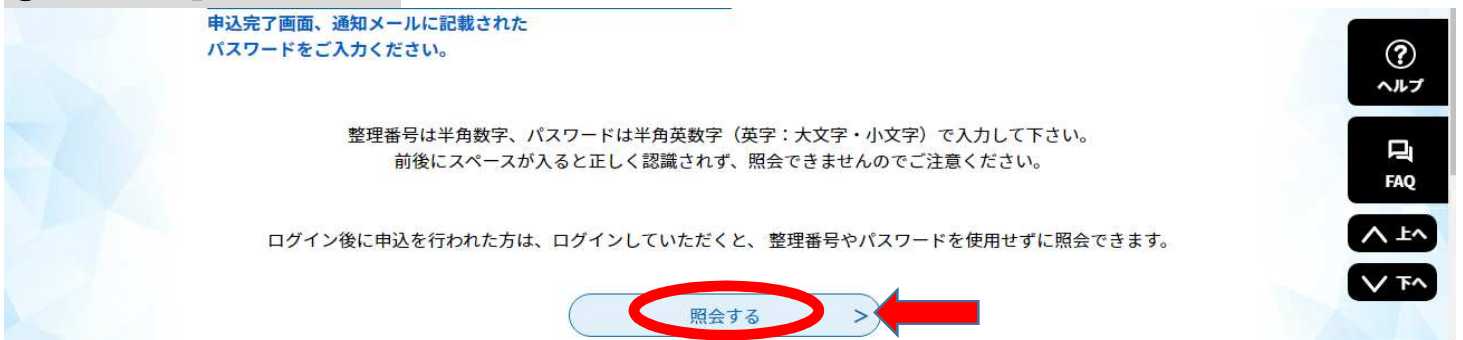 申込完了画面、通知メールに記載された
パスワードをご入力ください。
整理番号は半角数字、パスワードは半角英数字（英字：大文字・小文字）で入力して下さい。
前後にスペースが入ると正しく認識されず、照会できませんのでご注意ください。
ログイン後に申込を行われた方は、ログインしていただくと、 整理番号やパスワードを使用せずに照会できます。
照会する >
ヘルプ
FAQ
上へ
下へ